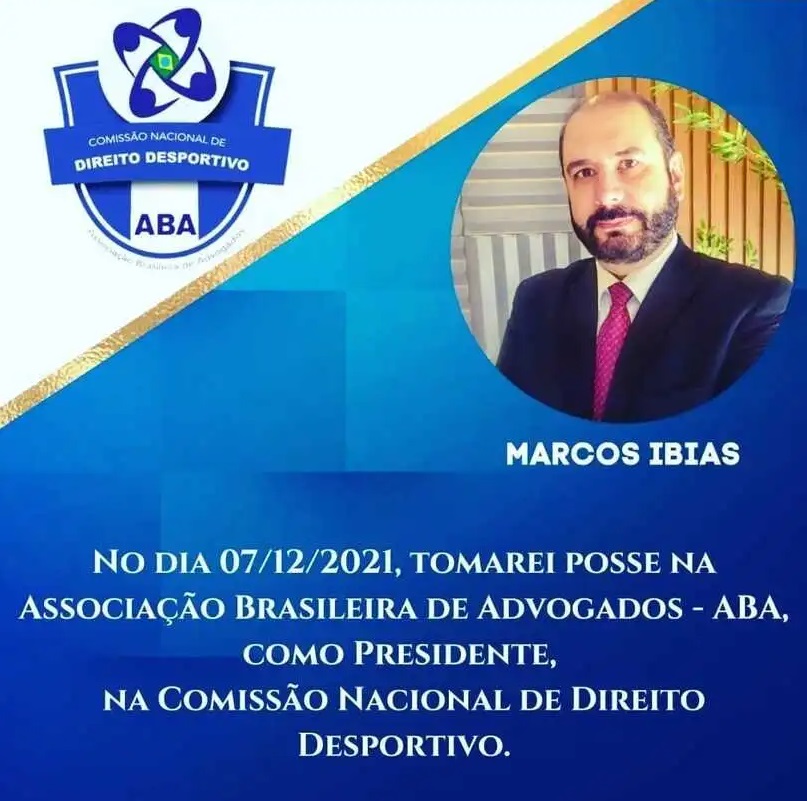 COMISSÃO NACIONAL DE
DIREITO DESPORTIVO
ABA
Associação Brasileira de Advogados
MARCOS IBIAS
No dia 07/12/2021, tomarei posse na
Associação Brasileira de Advogados - ABA,
como Presidente,
na Comissão Nacional de Direito
Desportivo.